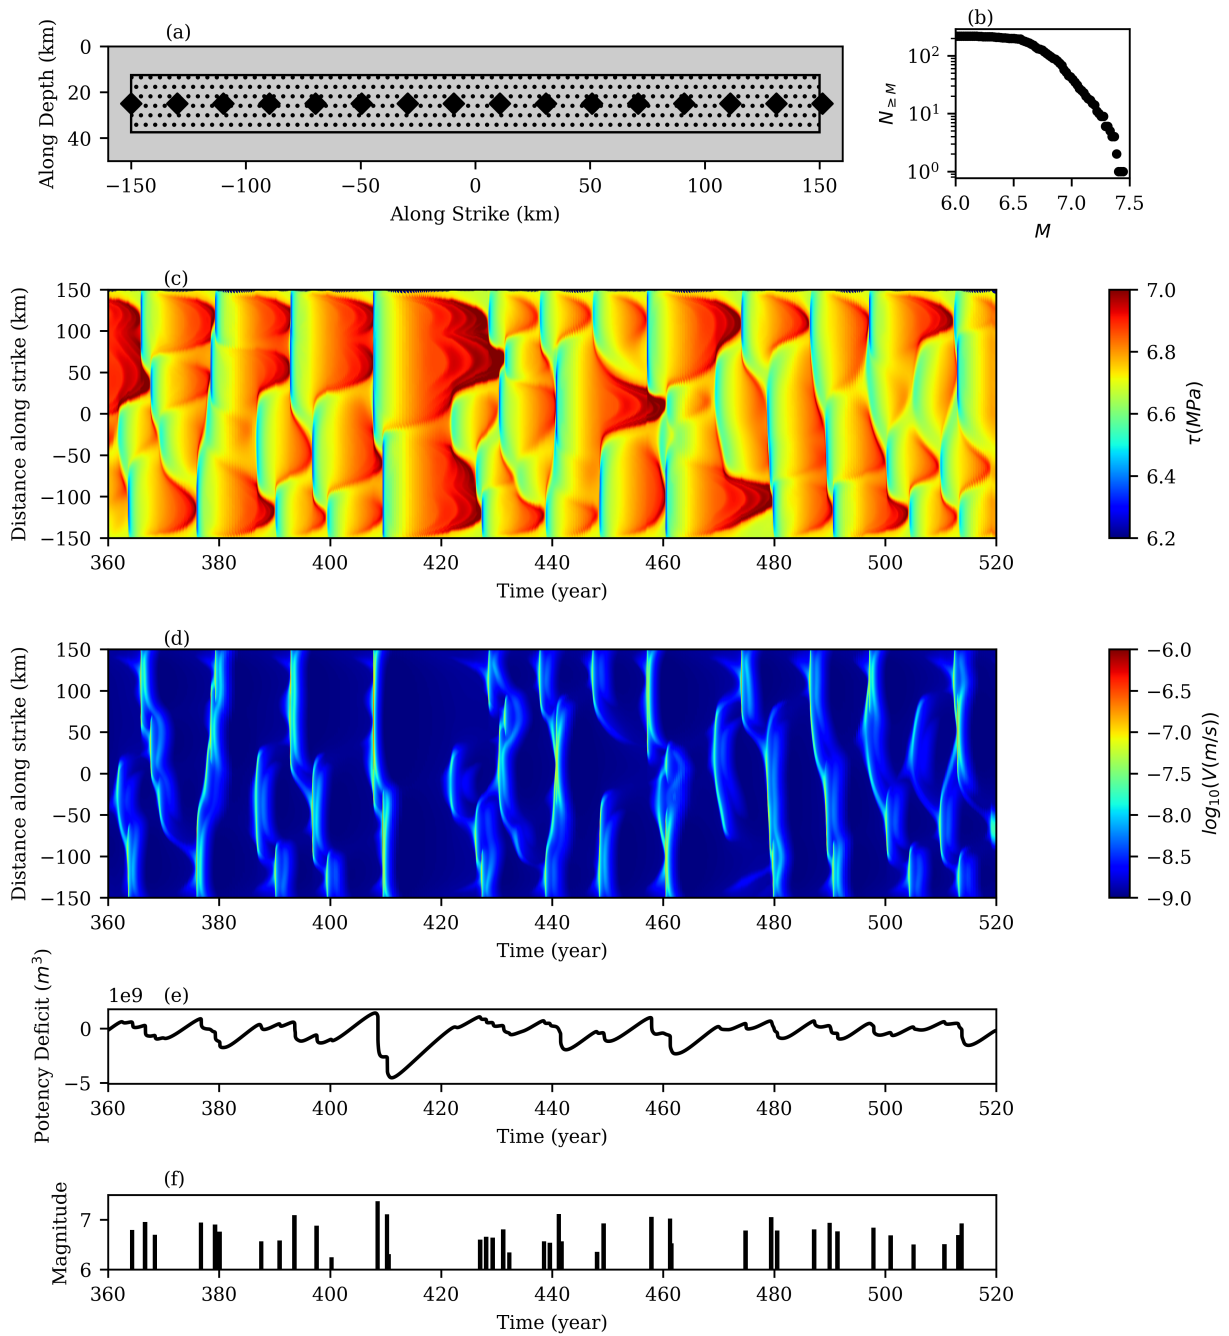 (a)
Along Depth (km)
0
20
40
−150 −100 −50 0 50 100 150
Along Strike (km)
(b)
N≥M
10²
10¹
10⁰
6.0 6.5 7.0 7.5
M
(c)
Distance along strike (km)
150
100
50
0
−50
−100
−150
360 380 400 420 440 460 480 500 520
Time (year)
7.0
6.8
6.6
6.4
6.2
τ(MPa)
(d)
Distance along strike (km)
150
100
50
0
−50
−100
−150
360 380 400 420 440 460 480 500 520
Time (year)
−6.0
−6.5
−7.0
−7.5
−8.0
−8.5
−9.0
log₁₀(V(m/s))
1e9 (e)
Potency Deficit (m³)
0
−5
360 380 400 420 440 460 480 500 520
Time (year)
(f)
Magnitude
7
6
360 380 400 420 440 460 480 500 520
Time (year)